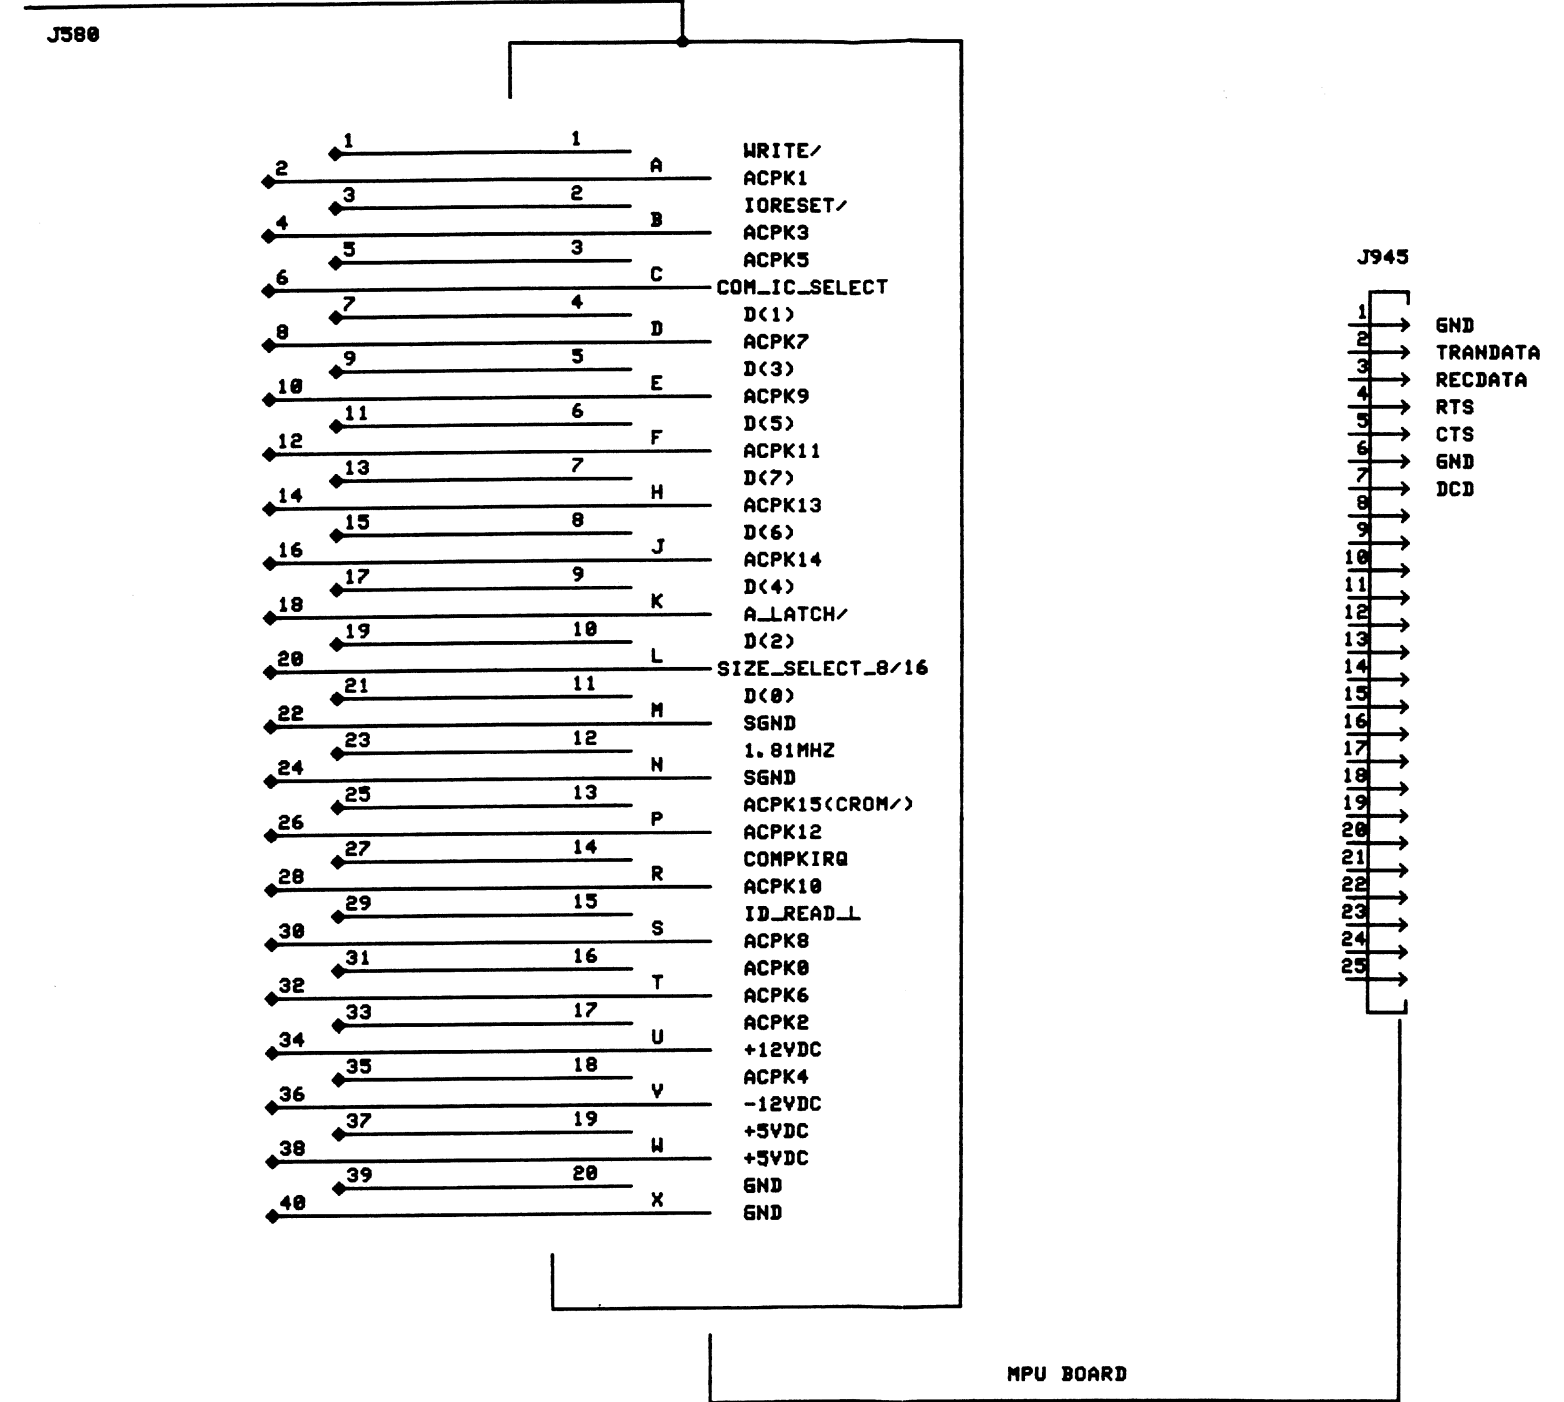 J580
1 1 WRITE/
2 A ACPK1
3 2 IORESET/
4 B ACPK3
5 3 ACPK5
6 C COM_IC_SELECT
7 4 D(1)
8 D ACPK7
9 5 D(3)
10 E ACPK9
11 6 D(5)
12 F ACPK11
13 7 D(7)
14 H ACPK13
15 8 D(6)
16 J ACPK14
17 9 D(4)
18 K A_LATCH/
19 10 D(2)
20 L SIZE_SELECT_8/16
21 11 D(0)
22 M SGND
23 12 1.81MHZ
24 N SGND
25 13 ACPK15(CROM/)
26 P ACPK12
27 14 COMPKIRQ
28 R ACPK10
29 15 ID_READ_L
30 S ACPK8
31 16 ACPK0
32 T ACPK6
33 17 ACPK2
34 U +12VDC
35 18 ACPK4
36 V -12VDC
37 19 +5VDC
38 W +5VDC
39 20 GND
40 X GND
J945
1 GND
2 TRANDATA
3 RECDATA
4 RTS
5 CTS
6 GND
7 DCD
8
9
10
11
12
13
14
15
16
17
18
19
20
21
22
23
24
25
MPU BOARD